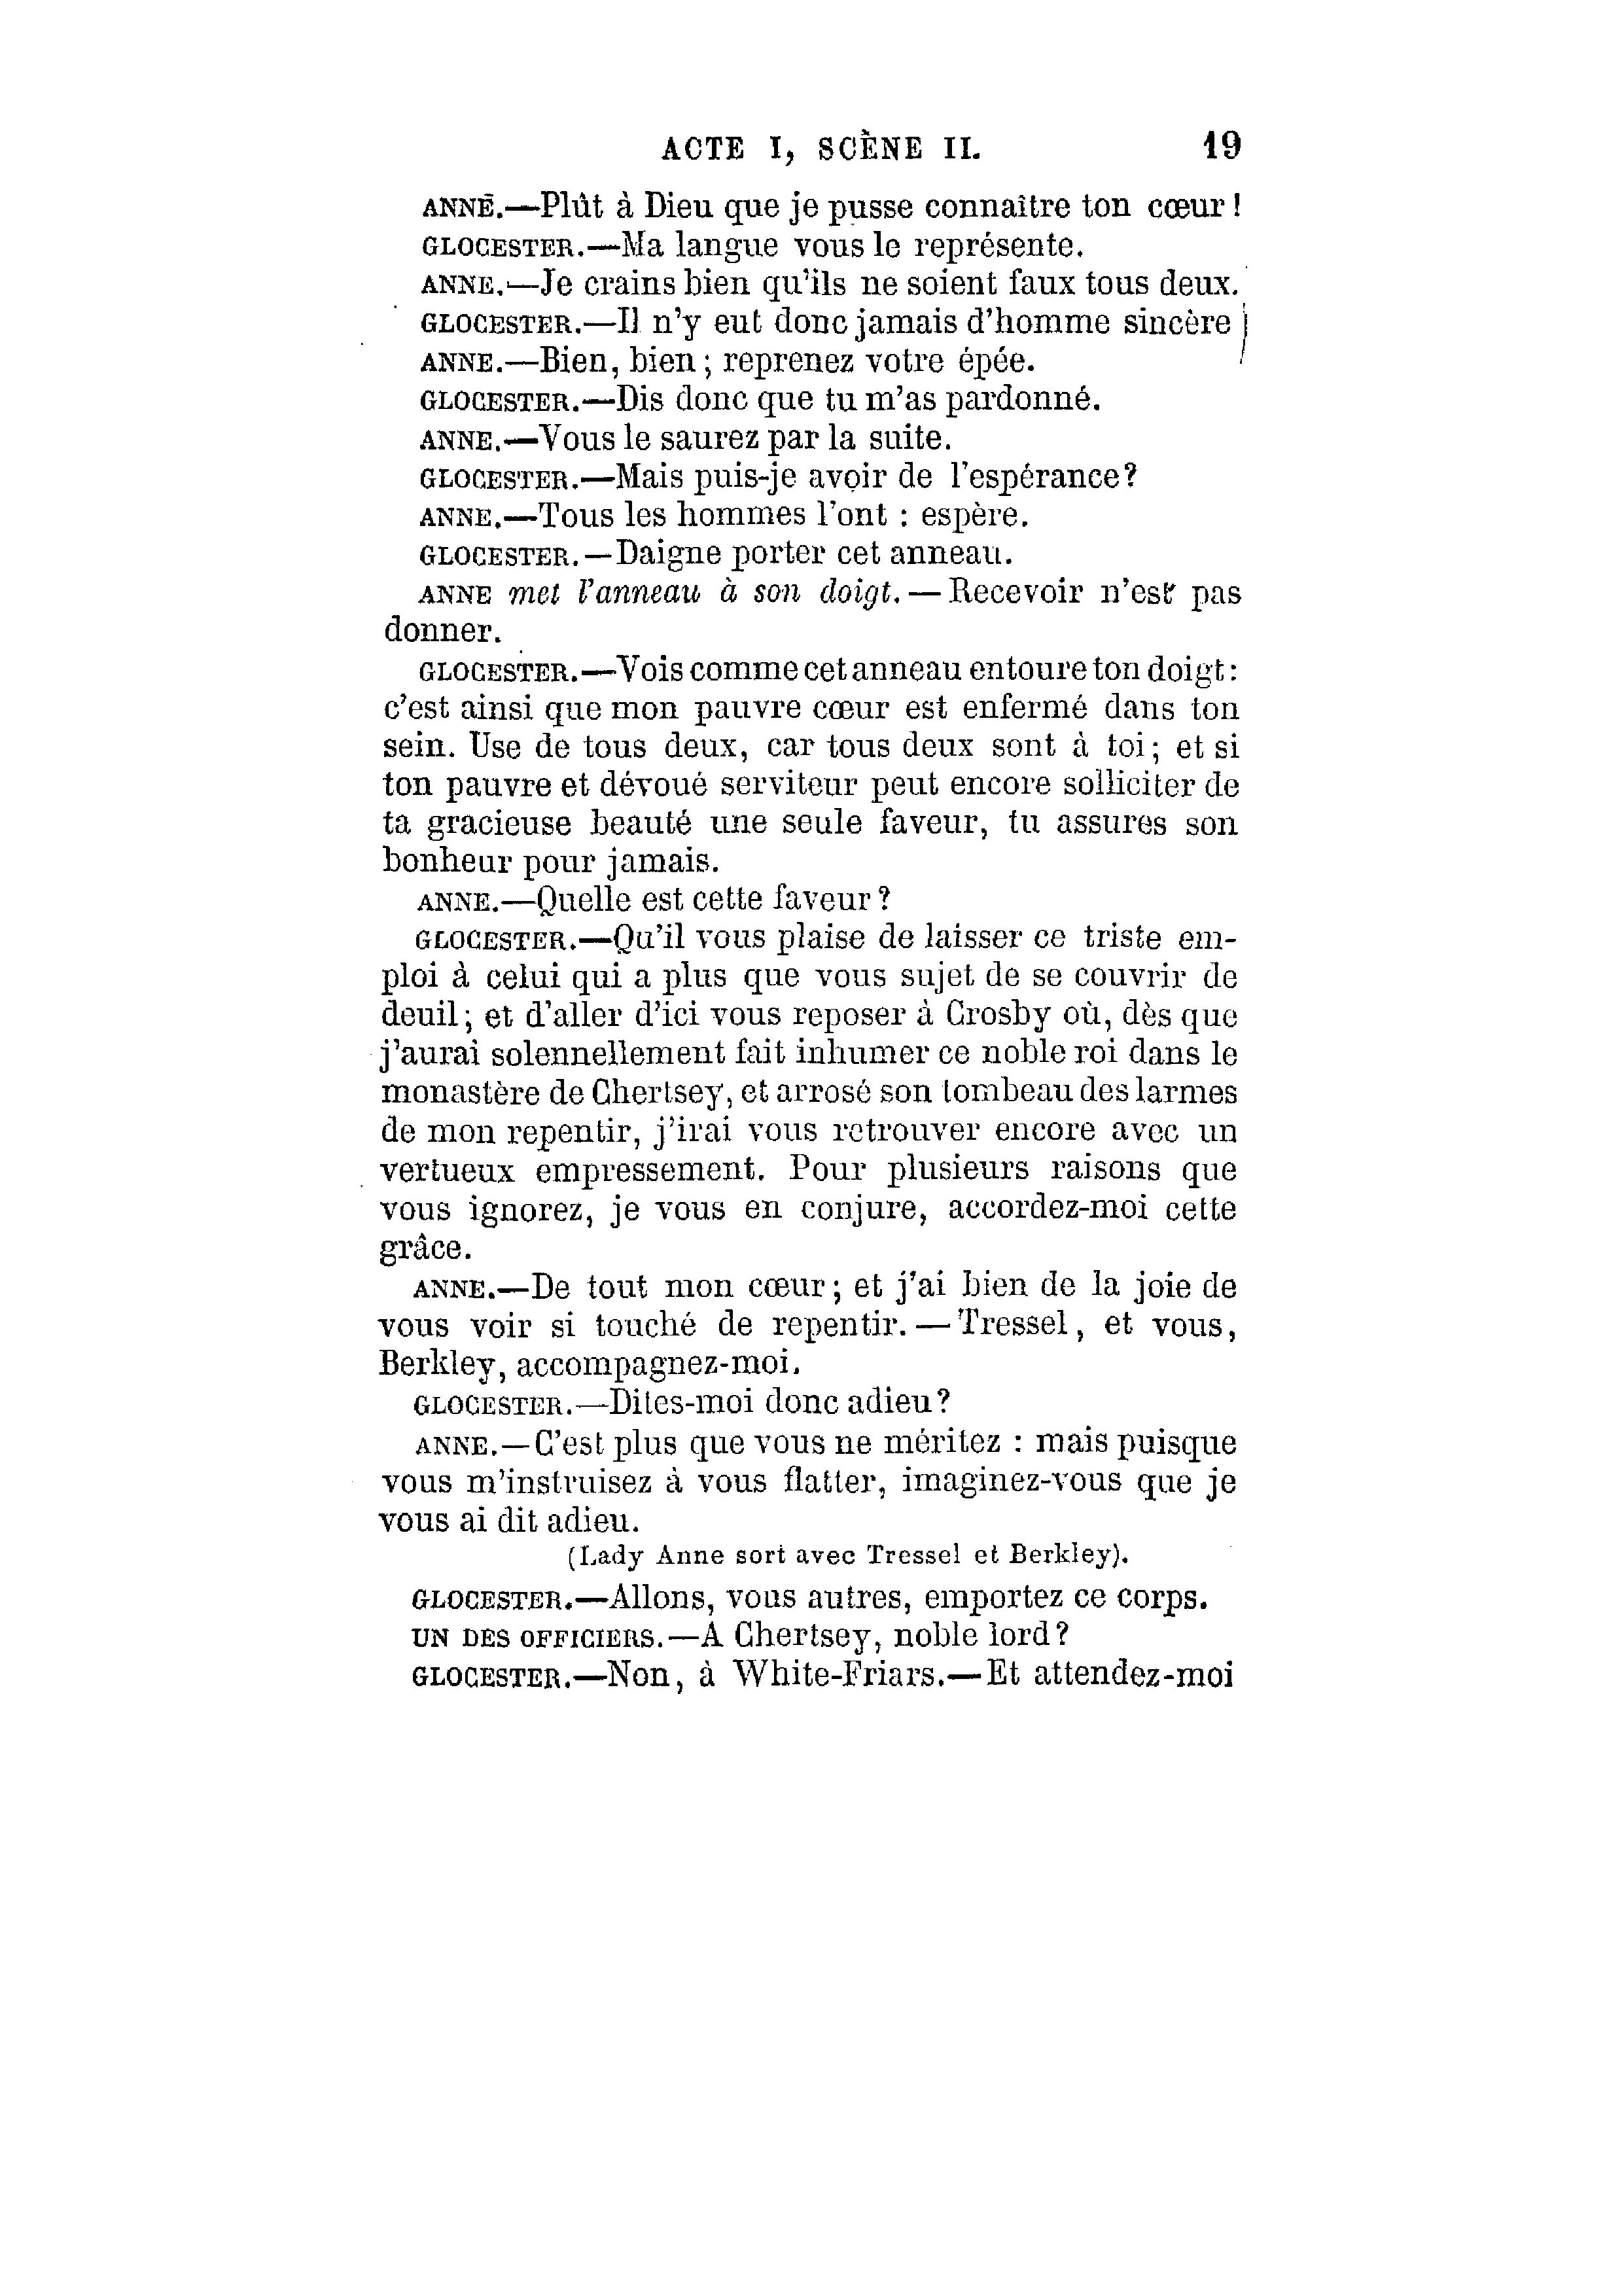 ACTE I, SCÈNE II. 19
ANNE.—Plût à Dieu que je pusse connaître ton cœur !
GLOCESTER.—Ma langue vous le représente.
ANNE.—Je crains bien qu'ils ne soient faux tous deux.
GLOCESTER.—Il n'y eut donc jamais d'homme sincère
ANNE.—Bien, bien ; reprenez votre épée.
GLOCESTER.—Dis donc que tu m'as pardonné.
ANNE.—Vous le saurez par la suite.
GLOCESTER.—Mais puis-je avoir de l'espérance?
ANNE.—Tous les hommes l'ont : espère.
GLOCESTER.—Daigne porter cet anneau.
ANNE met l'anneau à son doigt.—Recevoir n'est pas
donner.
GLOCESTER.—Vois comme cet anneau entoure ton doigt :
c'est ainsi que mon pauvre cœur est enfermé dans ton
sein. Use de tous deux, car tous deux sont à toi ; et si
ton pauvre et dévoué serviteur peut encore solliciter de
ta gracieuse beauté une seule faveur, tu assures son
bonheur pour jamais.
ANNE.—Quelle est cette faveur ?
GLOCESTER.—Qu'il vous plaise de laisser ce triste em-
ploi à celui qui a plus que vous sujet de se couvrir de
deuil ; et d'aller d'ici vous reposer à Crosby où, dès que
j'aurai solennellement fait inhumer ce noble roi dans le
monastère de Chertsey, et arrosé son tombeau des larmes
de mon repentir, j'irai vous retrouver encore avec un
vertueux empressement. Pour plusieurs raisons que
vous ignorez, je vous en conjure, accordez-moi cette
grâce.
ANNE.—De tout mon cœur ; et j'ai bien de la joie de
vous voir si touché de repentir.—Tressel, et vous,
Berkley, accompagnez-moi.
GLOCESTER.—Dites-moi donc adieu?
ANNE.—C'est plus que vous ne méritez : mais puisque
vous m'instruisez à vous flatter, imaginez-vous que je
vous ai dit adieu.
(Lady Anne sort avec Tressel et Berkley).
GLOCESTER.—Allons, vous autres, emportez ce corps.
UN DES OFFICIERS.—A Chertsey, noble lord?
GLOCESTER.—Non, à White-Friars.—Et attendez-moi